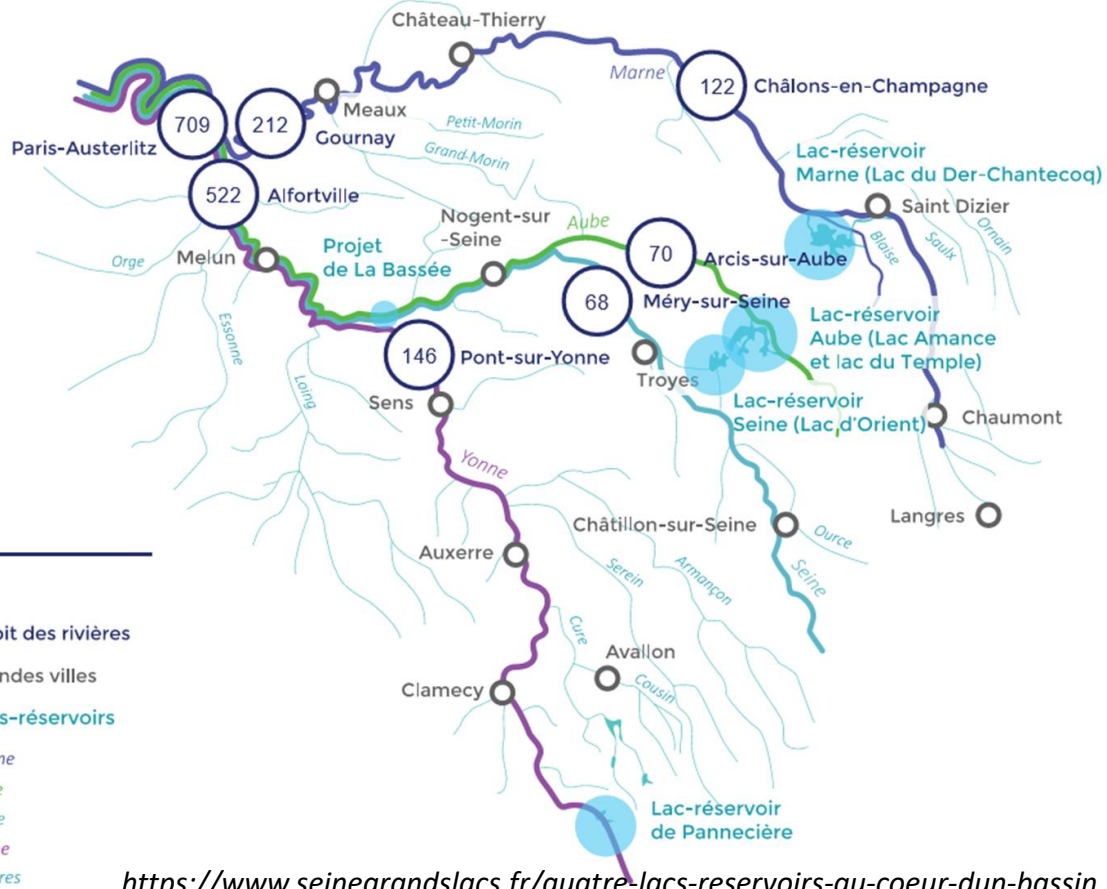 Château-Thierry
Marne
122
Châlons-en-Champagne
Meaux
709
212
Gournay
Petit-Morin
Grand-Morin
Paris-Austerlitz
522
Alfortville
Lac-réservoir
Marne (Lac du Der-Chantecoq)
Saint Dizier
Blaise
Saulx
Ornain
Nogent-sur
-Seine
Aube
70
Arcis-sur-Aube
Orge
Melun
Projet
de La Bassée
68
Méry-sur-Seine
Essonne
Loing
146
Pont-sur-Yonne
Troyes
Lac-réservoir
Aube (Lac Amance
et lac du Temple)
Sens
Lac-réservoir
Seine (Lac d'Orient)
Chaumont
Yonne
Langres
Châtillon-sur-Seine
Ource
Seine
Auxerre
Serein
Armançon
Cure
Avallon
Cousin
Clamecy
Lac-réservoir
de Pannecière
oit des rivières
ndes villes
s-réservoirs
ne
e
e
ne
res
https://www.seinegrandslacs.fr/quatre-lacs-reservoirs-au-coeur-dun-bassin